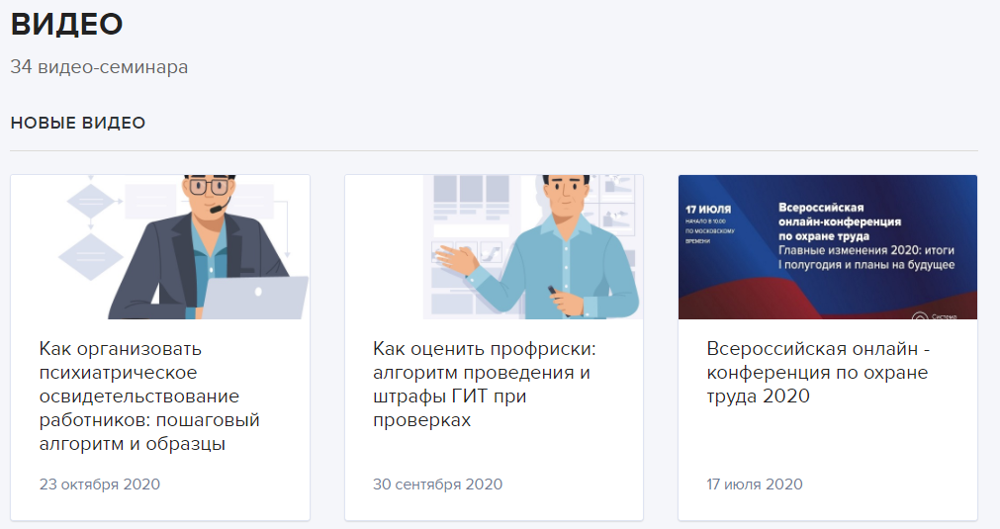 ВИДЕО
34 видео-семинара
НОВЫЕ ВИДЕО
17 ИЮЛЯ
НАЧАЛО В 10.00
ПО МОСКОВСКОМУ
ВРЕМЕНИ
Всероссийская
онлайн-конференция
по охране труда
Главные изменения 2020: итоги
I полугодия и планы на будущее
Система
Как организовать
психиатрическое
освидетельствование
работников: пошаговый
алгоритм и образцы
23 октября 2020
Как оценить профриски:
алгоритм проведения и
штрафы ГИТ при
проверках
30 сентября 2020
Всероссийская онлайн -
конференция по охране
труда 2020
17 июля 2020